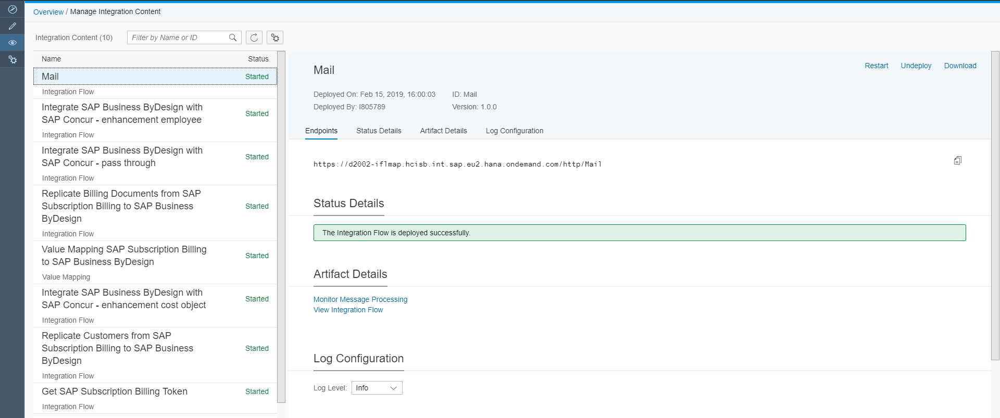 Overview / Manage Integration Content
Integration Content (10)
Filter by Name or ID
Name Status
Mail Started
Integration Flow
Integrate SAP Business ByDesign with
SAP Concur - enhancement employee
Started
Integration Flow
Integrate SAP Business ByDesign with
SAP Concur - pass through
Started
Integration Flow
Replicate Billing Documents from SAP
Subscription Billing to SAP Business
ByDesign
Started
Integration Flow
Value Mapping SAP Subscription Billing
to SAP Business ByDesign
Started
Value Mapping
Integrate SAP Business ByDesign with
SAP Concur - enhancement cost object
Started
Integration Flow
Replicate Customers from SAP
Subscription Billing to SAP Business
ByDesign
Started
Integration Flow
Get SAP Subscription Billing Token Started
Integration Flow
Mail
Restart Undeploy Download
Deployed On: Feb 15, 2019, 16:00:03 ID: Mail
Deployed By: I805789 Version: 1.0.0
Endpoints Status Details Artifact Details Log Configuration
https://d2002-iflmap.hcisb.int.sap.eu2.hana.ondemand.com/http/Mail
Status Details
The Integration Flow is deployed successfully.
Artifact Details
Monitor Message Processing
View Integration Flow
Log Configuration
Log Level: Info